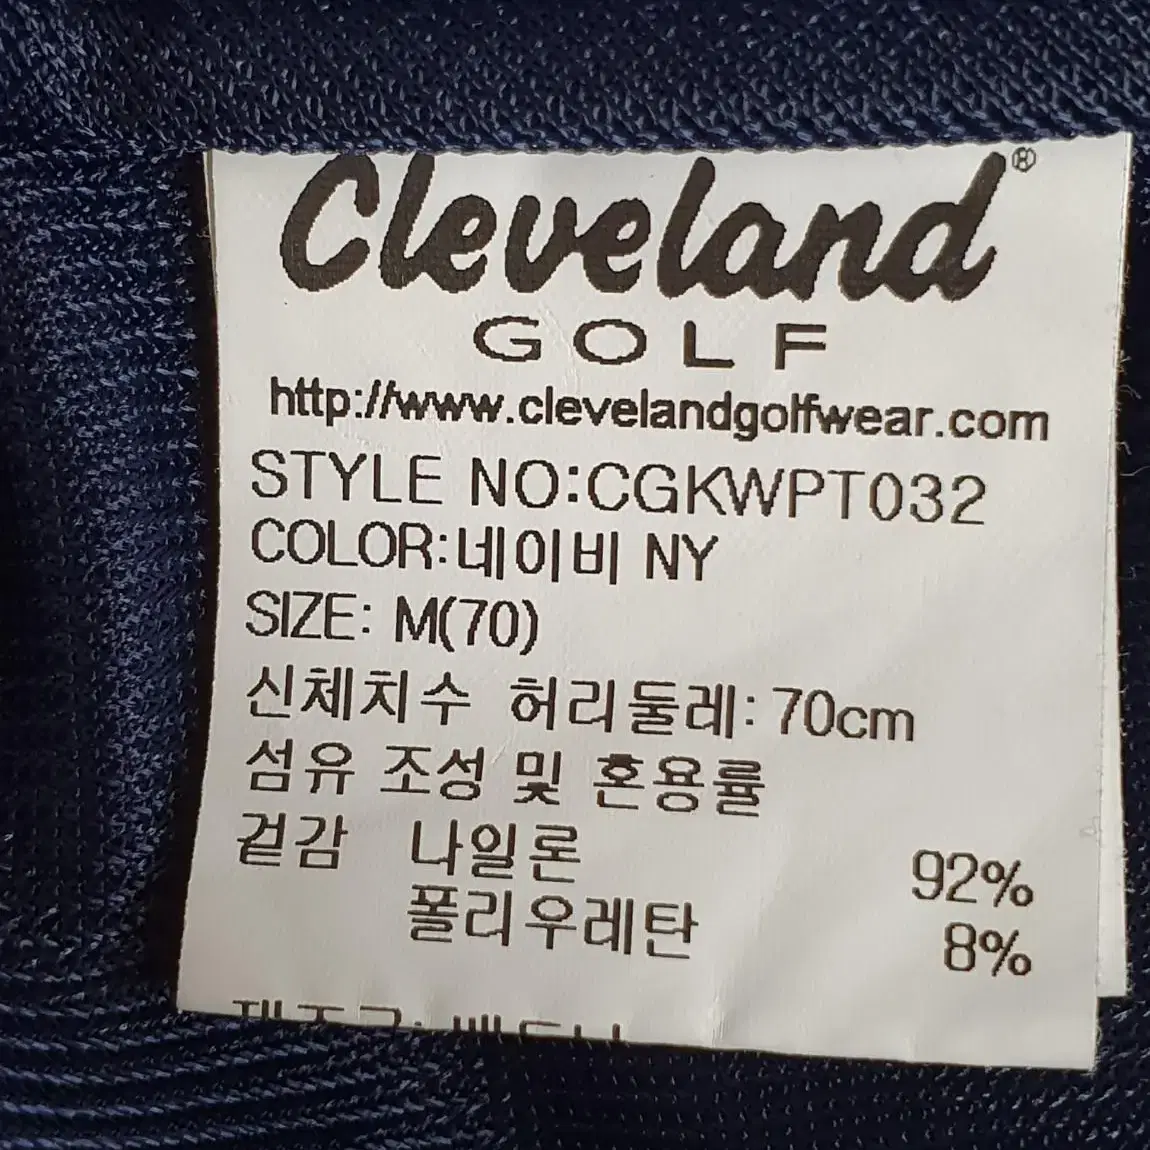 Cleveland®
GOLF
http://www.clevelandgolfwear.com
STYLE NO:CGKWPT032
COLOR:네이비 NY
SIZE: M(70)
신체치수 허리둘레: 70cm
섬유 조성 및 혼용률
겉감 나일론 92%
폴리우레탄 8%